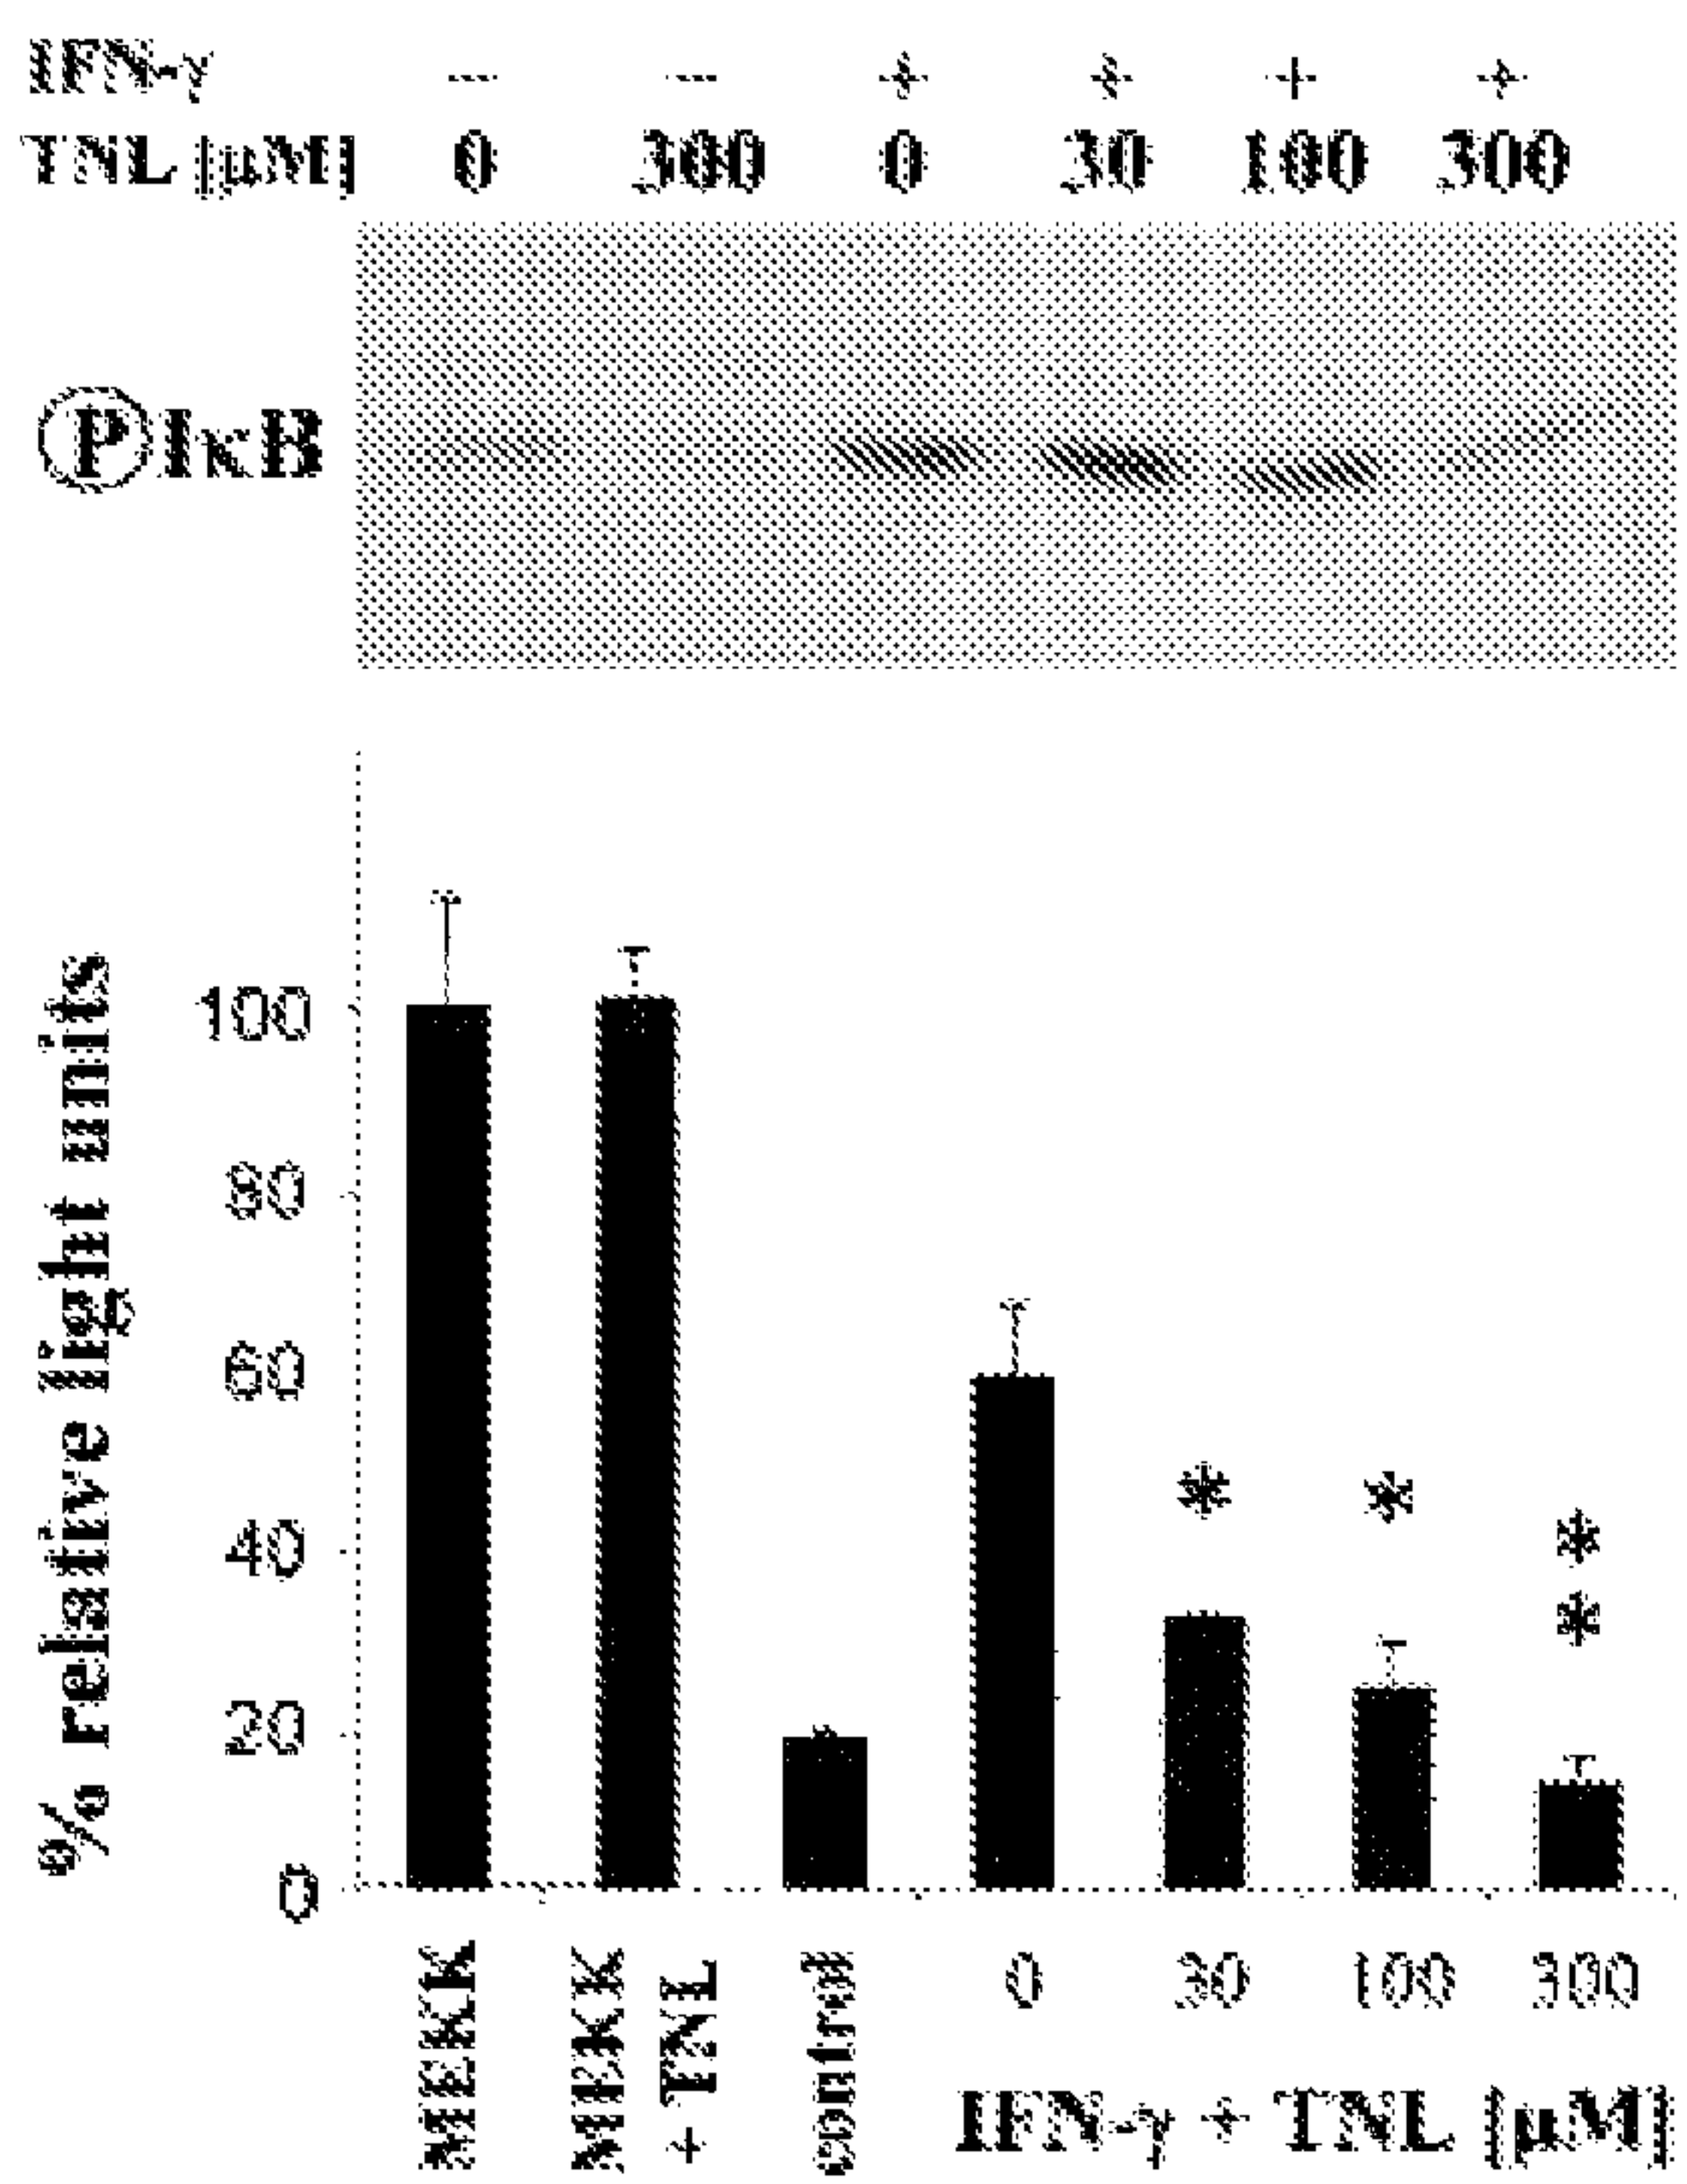 IFN-γ − − + + + +
TNL [μM] 0 300 0 30 100 300
P IκB
% relative light units
100
80
60
40
20
0
* * * *
MEKK
MEKK + TNL
control
0 30 100 300
IFN-γ + TNL [μM]